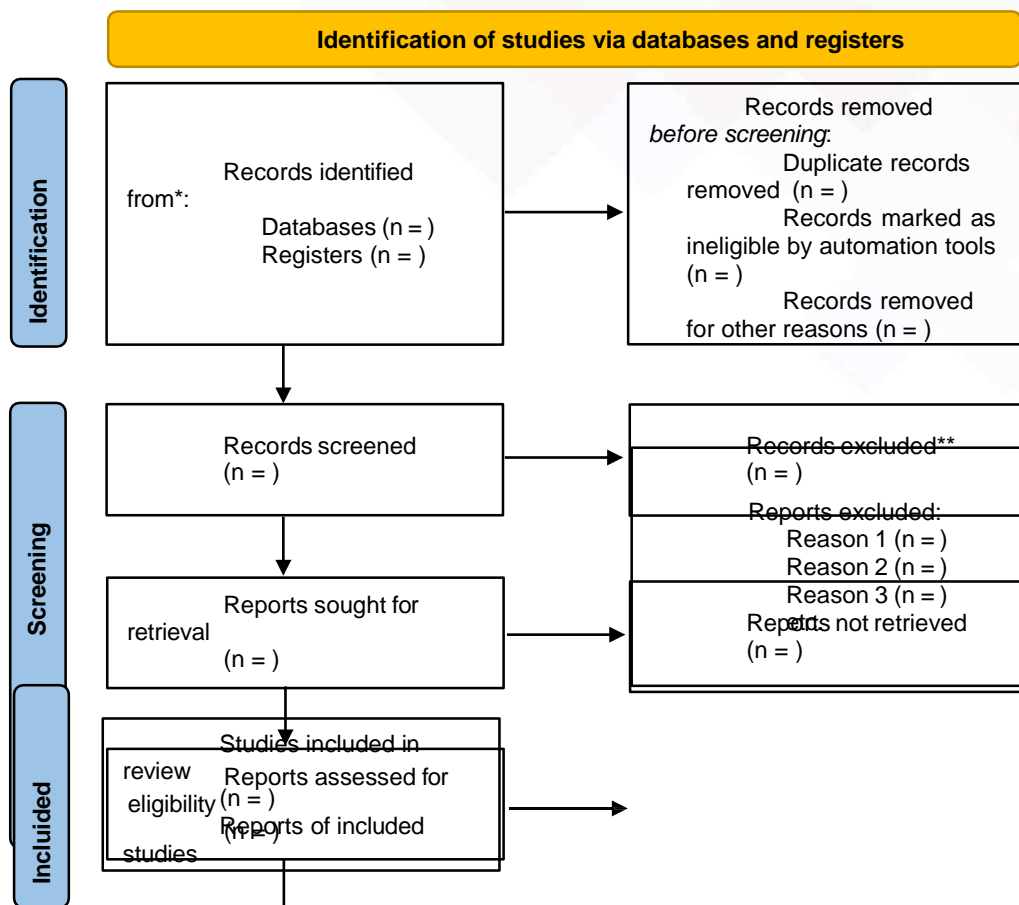 Identification of studies via databases and registers
Identification
Records identified
from*:
Databases (n = )
Registers (n = )
Records removed
before screening:
Duplicate records
removed (n = )
Records marked as
ineligible by automation tools
(n = )
Records removed
for other reasons (n = )
Screening
Records screened
(n = )
Records excluded**
(n = )
Reports excluded:
Reason 1 (n = )
Reason 2 (n = )
Reason 3 (n = )
etc.
Reports sought for
retrieval
(n = )
Reports not retrieved
(n = )
Reports assessed for
eligibility
(n = )
Incluided
Studies included in
review
(n = )
Reports of included
studies